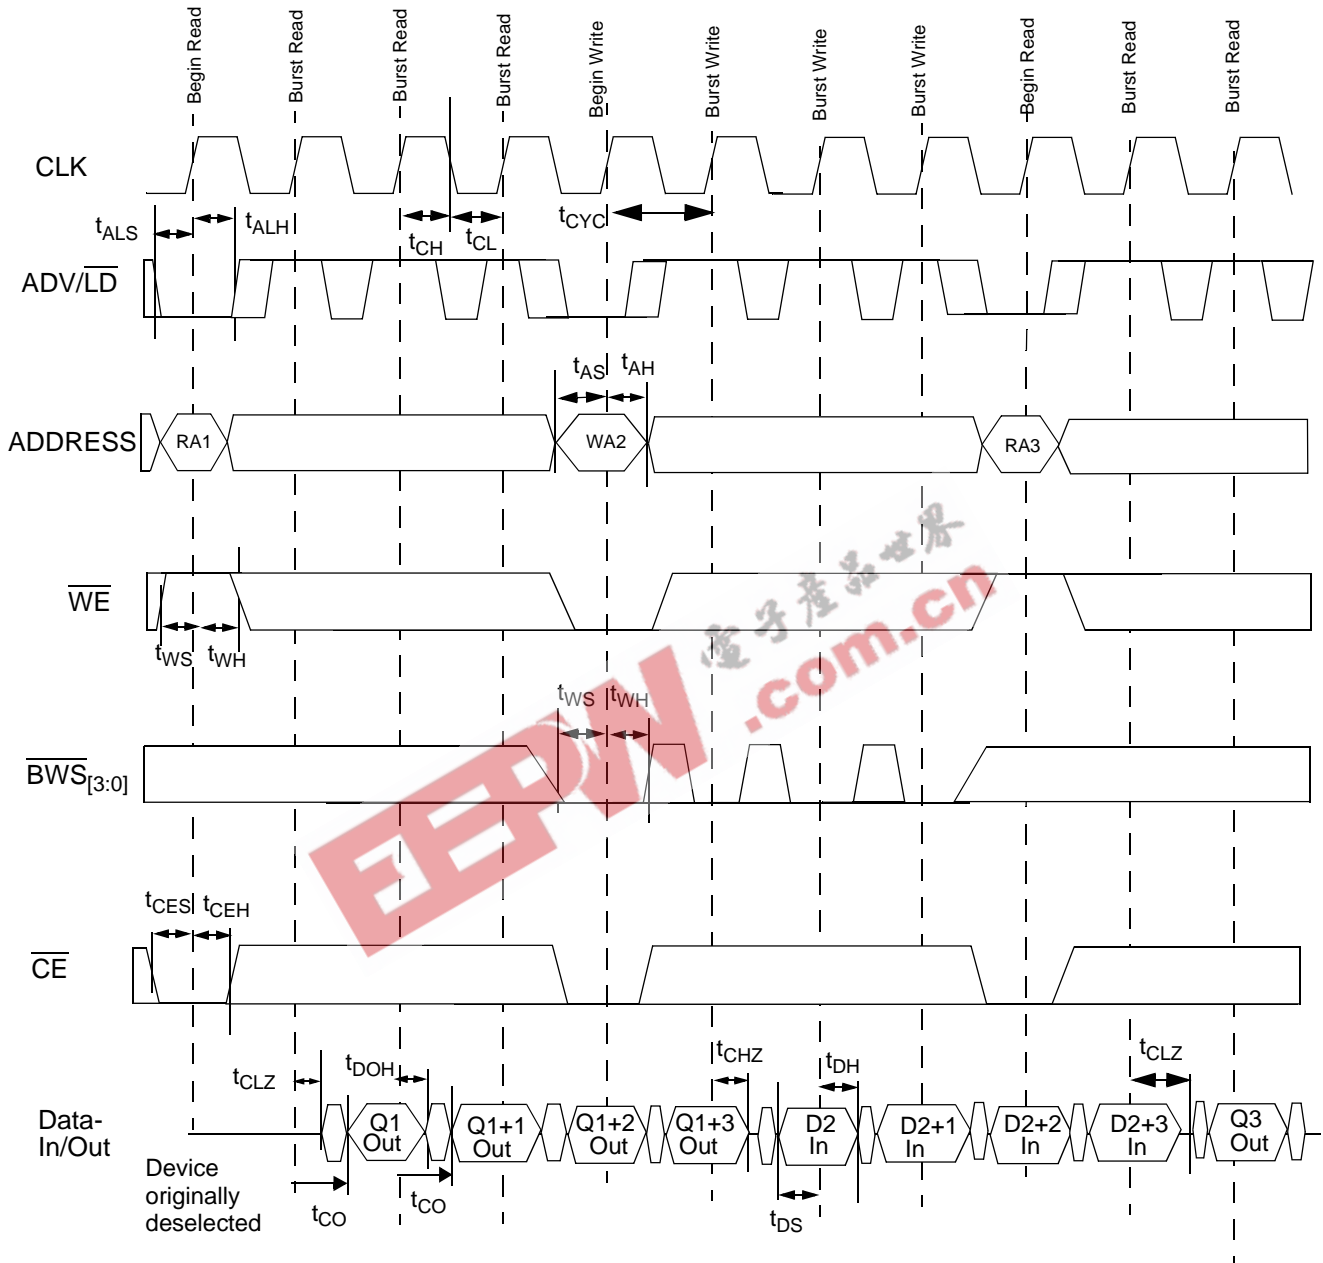 Begin Read
Burst Read
Burst Read
Burst Read
Begin Write
Burst Write
Burst Write
Burst Write
Begin Read
Burst Read
Burst Read
CLK
tALS
tALH
tCH
tCL
tCYC
ADV/LD
tAS
tAH
ADDRESS
RA1
WA2
RA3
WE
tWS
tWH
電子產品世界
.com.cn
EEPW
tWS
tWH
BWS[3:0]
tCES
tCEH
CE
tCLZ
tDOH
tCHZ
tDH
tCLZ
Data-
In/Out
Q1
Out
Q1+1
Out
Q1+2
Out
Q1+3
Out
D2
In
D2+1
In
D2+2
In
D2+3
In
Q3
Out
Device
originally
deselected
tCO
tCO
tDS